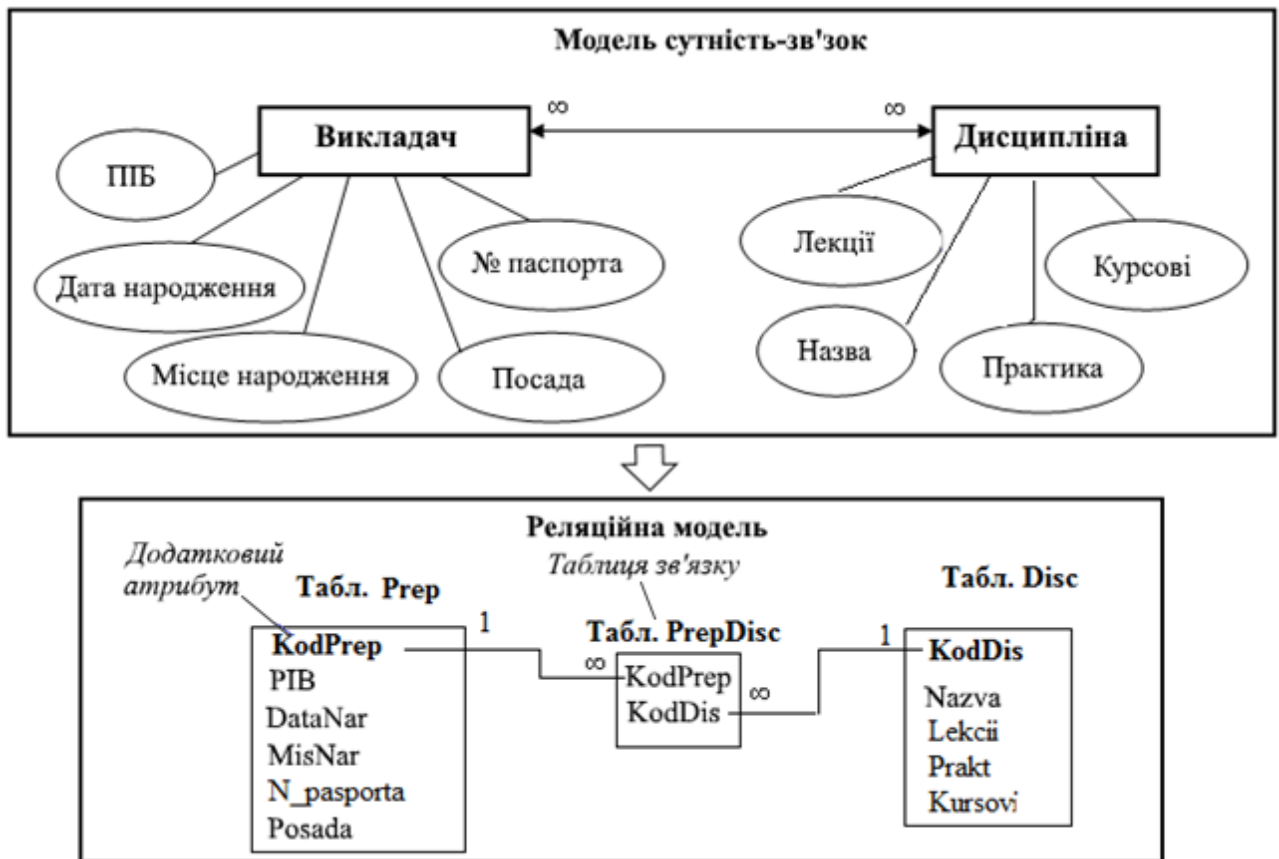 Модель сутність-зв'зок
∞
∞
Викладач
Дисципліна
ПІБ
Лекції
№ паспорта
Курсові
Дата народження
Назва
Місце народження
Посада
Практика
Реляційна модель
Додатковий
атрибут
Таблиця зв'язку
Табл. Prep
Табл. Disc
Табл. PrepDisc
1
1
KodPrep
PIB
DataNar
MisNar
N_pasporta
Posada
∞
KodPrep
KodDis
∞
KodDis
Nazva
Lekcii
Prakt
Kursovi